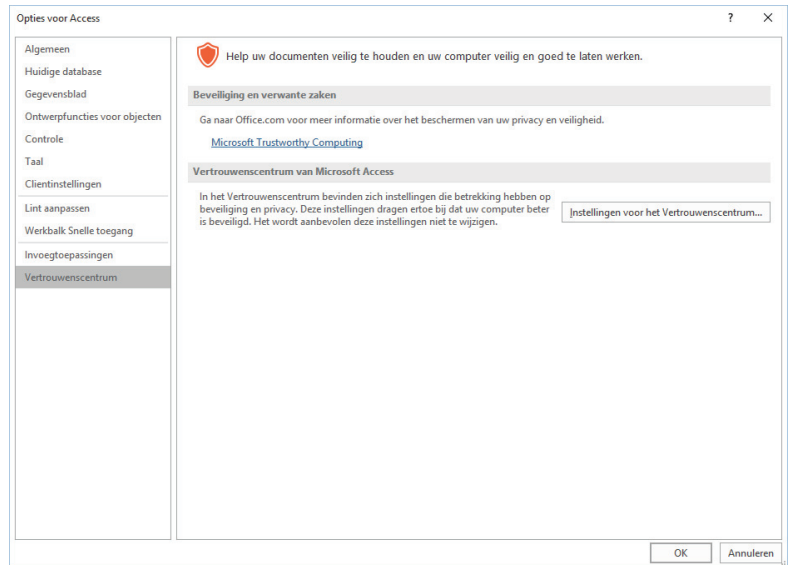 Opties voor Access
?
Algemeen
Huidige database
Gegevensblad
Ontwerpfuncties voor objecten
Controle
Taal
Clientinstellingen
Lint aanpassen
Werkbalk Snelle toegang
Invoegtoepassingen
Vertrouwenscentrum
Help uw documenten veilig te houden en uw computer veilig en goed te laten werken.
Beveiliging en verwante zaken
Ga naar Office.com voor meer informatie over het beschermen van uw privacy en veiligheid.
Microsoft Trustworthy Computing
Vertrouwenscentrum van Microsoft Access
In het Vertrouwenscentrum bevinden zich instellingen die betrekking hebben op
beveiliging en privacy. Deze instellingen dragen ertoe bij dat uw computer beter
is beveiligd. Het wordt aanbevolen deze instellingen niet te wijzigen.
Instellingen voor het Vertrouwenscentrum...
OK
Annuleren